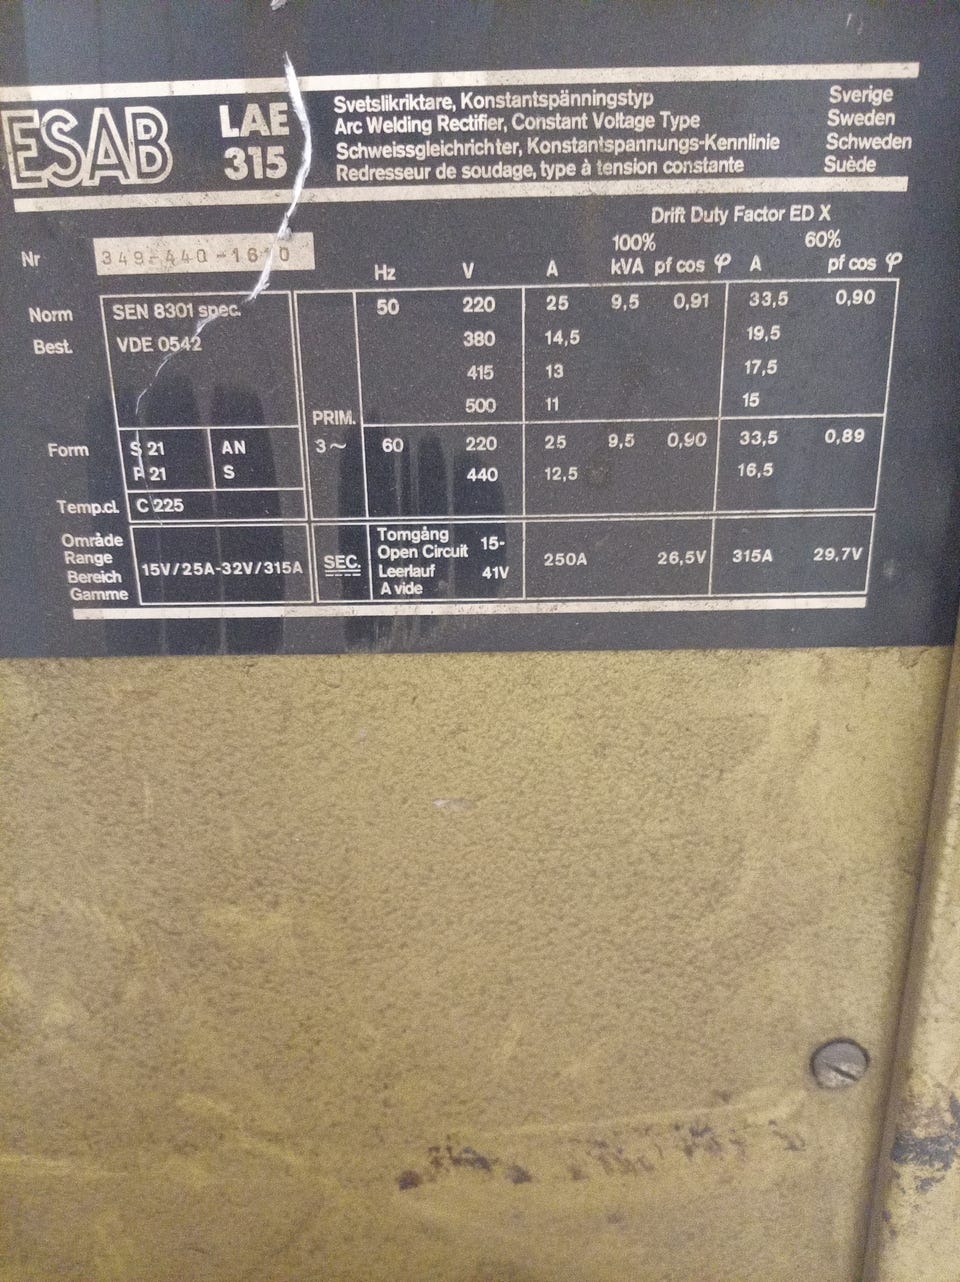 ESAB LAE 315
Svetslikriktare, Konstantspänningstyp Sverige
Arc Welding Rectifier, Constant Voltage Type Sweden
Schweissgleichrichter, Konstantspannungs-Kennlinie Schweden
Redresseur de soudage, type à tension constante Suède
Drift Duty Factor ED X
100% 60%
Nr 349-440-1610 Hz V A kVA pf cos φ A pf cos φ
Norm SEN 8301 spec. 50 220 25 9,5 0,91 33,5 0,90
Best. VDE 0542 380 14,5 19,5
415 13 17,5
500 11 15
PRIM.
Form S 21 AN 3~ 60 220 25 9,5 0,90 33,5 0,89
P 21 S 440 12,5 16,5
Temp.cl. C 225
Område Tomgång 15-
Range Open Circuit
Bereich 15V/25A-32V/315A SEC. Leerlauf 41V 250A 26,5V 315A 29,7V
Gamme A vide